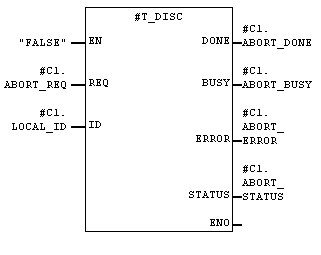 #T_DISC
"FALSE"
EN
DONE
#C1.
ABORT_DONE
#C1.
ABORT_REQ
REQ
BUSY
#C1.
ABORT_BUSY
#C1.
LOCAL_ID
ID
ERROR
#C1.
ABORT_
ERROR
STATUS
#C1.
ABORT_
STATUS
ENO